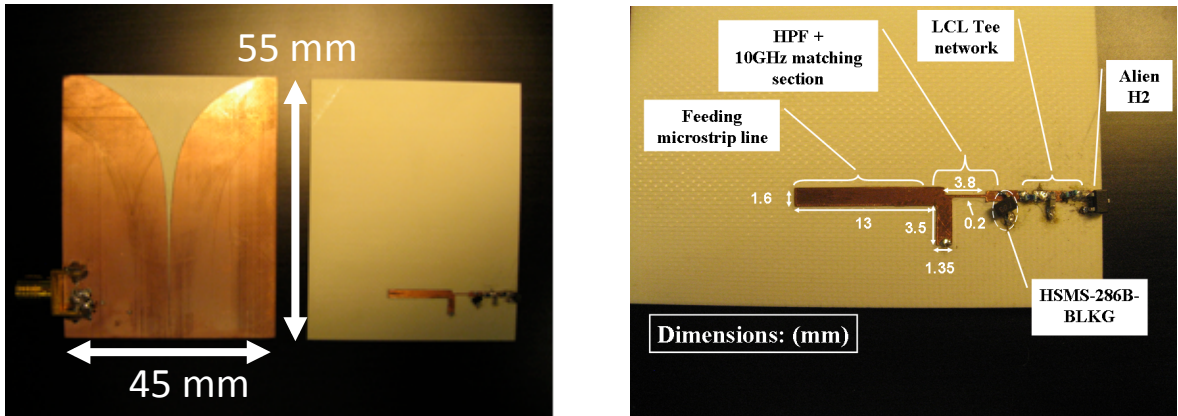 55 mm
45 mm
HPF +
10GHz matching
section
LCL Tee
network
Alien
H2
Feeding
microstrip line
3.8
1.6
13
3.5
0.2
1.35
HSMS-286B-
BLKG
Dimensions: (mm)